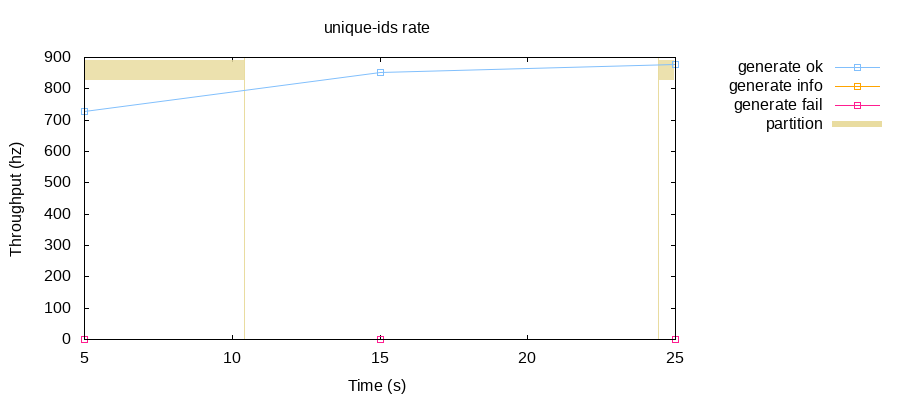 unique-ids rate
900
800
700
600
500
400
300
200
100
0
5
10
15
20
25
Throughput (hz)
Time (s)
generate ok
generate info
generate fail
partition